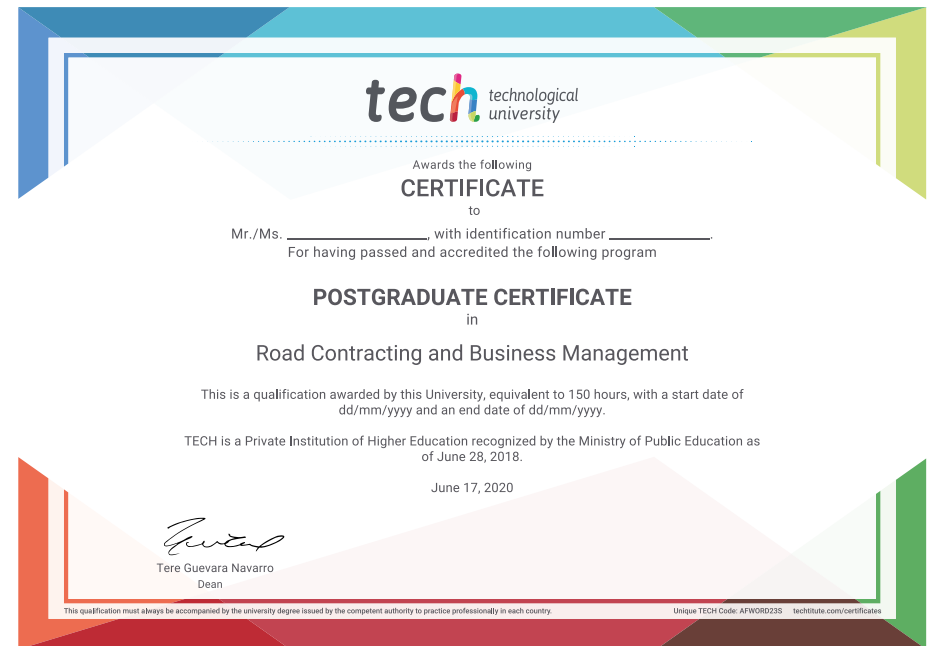 tech technological
university
Awards the following
CERTIFICATE
to
Mr./Ms. ____________________, with identification number ______________.
For having passed and accredited the following program
POSTGRADUATE CERTIFICATE
in
Road Contracting and Business Management
This is a qualification awarded by this University, equivalent to 150 hours, with a start date of
dd/mm/yyyy and an end date of dd/mm/yyyy.
TECH is a Private Institution of Higher Education recognized by the Ministry of Public Education as
of June 28, 2018.
June 17, 2020
Tere Guevara Navarro
Dean
This qualification must always be accompanied by the university degree issued by the competent authority to practice professionally in each country.
Unique TECH Code: AFWORD23S techtitute.com/certificates